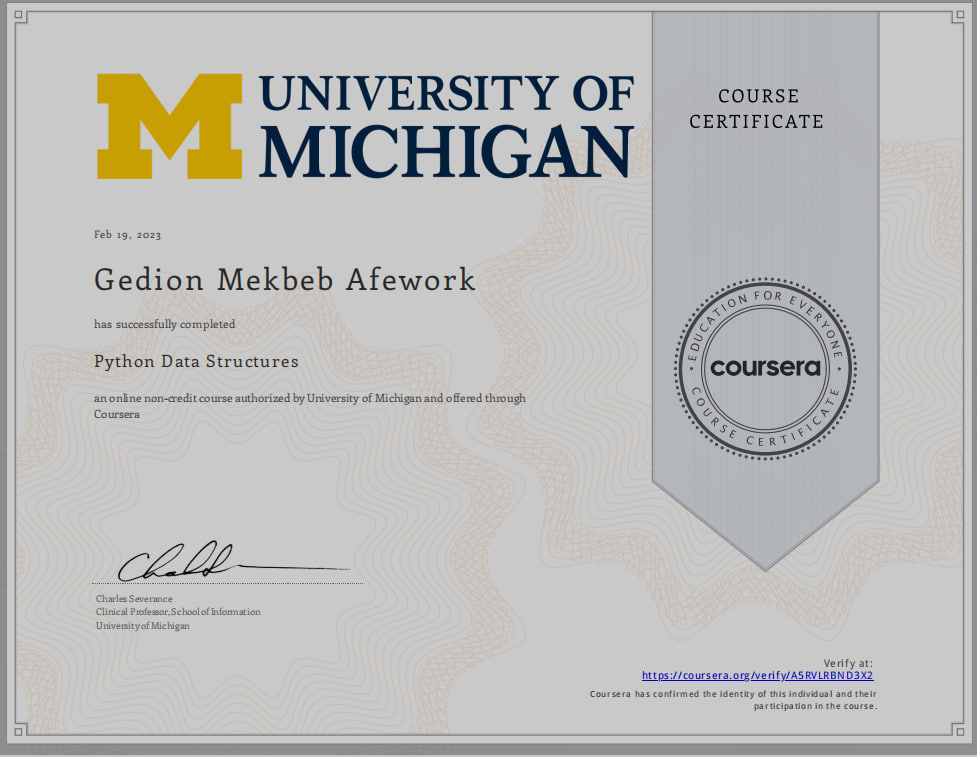 UNIVERSITY OF
MICHIGAN
COURSE
CERTIFICATE
Feb 19, 2023
Gedion Mekbeb Afework
has successfully completed
Python Data Structures
an online non-credit course authorized by University of Michigan and offered through
Coursera
EDUCATION FOR EVERYONE
coursera
COURSE CERTIFICATE
Charles Severance
Clinical Professor, School of Information
University of Michigan
Verify at:
https://coursera.org/verify/A5RVLRBND3X2
Coursera has confirmed the identity of this individual and their
participation in the course.